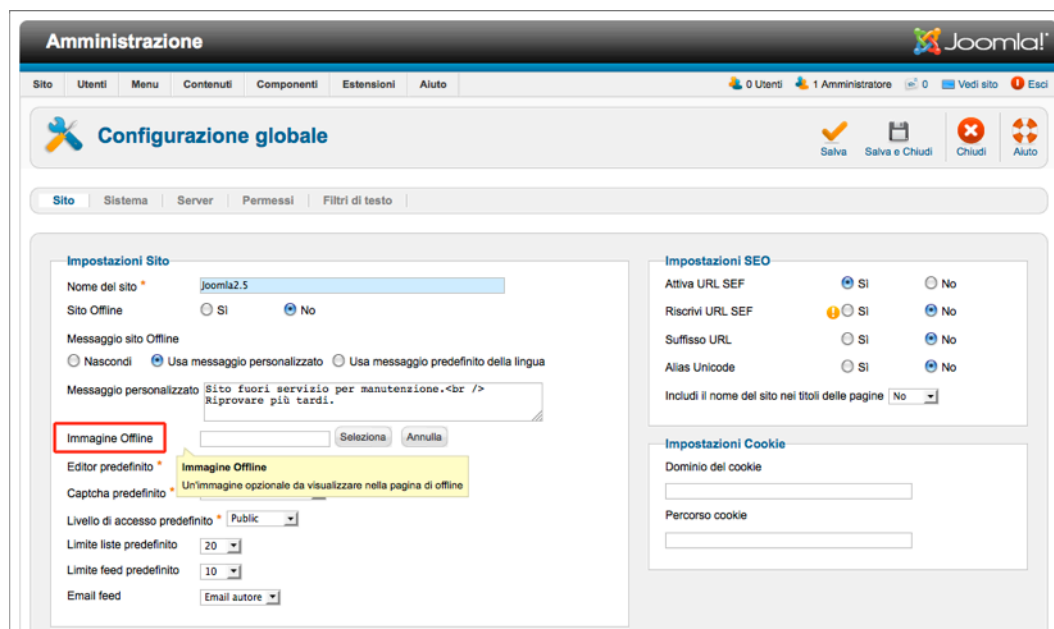 Amministrazione
Joomla!
Sito Utenti Menu Contenuti Componenti Estensioni Aiuto
0 Utenti 1 Amministratore 0 Vedi sito Esci
Configurazione globale
Salva Salva e Chiudi Chiudi Aiuto
Sito Sistema Server Permessi Filtri di testo
Impostazioni Sito
Nome del sito * Joomla2.5
Sito Offline Sì No
Messaggio sito Offline
Nascondi Usa messaggio personalizzato Usa messaggio predefinito della lingua
Messaggio personalizzato Sito fuori servizio per manutenzione.<br />
Riprovare più tardi.
Immagine Offline Seleziona Annulla
Editor predefinito *
Immagine Offline
Un'immagine opzionale da visualizzare nella pagina di offline
Captcha predefinito *
Livello di accesso predefinito * Public
Limite liste predefinito 20
Limite feed predefinito 10
Email feed Email autore
Impostazioni SEO
Attiva URL SEF Sì No
Riscrivi URL SEF Sì No
Suffisso URL Sì No
Alias Unicode Sì No
Includi il nome del sito nei titoli delle pagine No
Impostazioni Cookie
Dominio del cookie
Percorso cookie